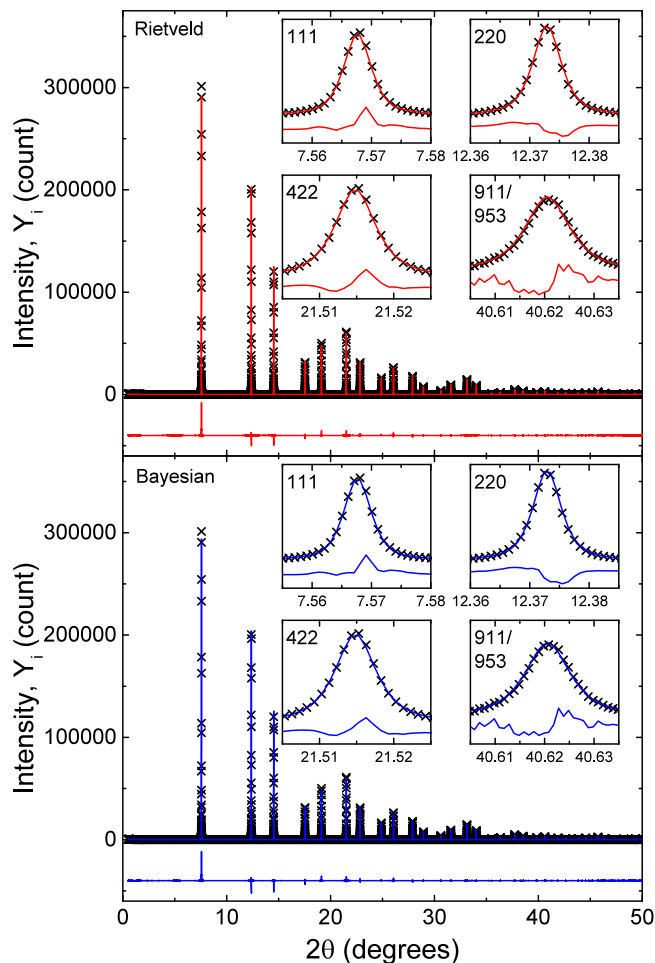 Rietveld
Intensity, Y_i (count)
300000
200000
100000
0
111
7.56 7.57 7.58
220
12.36 12.37 12.38
422
21.51 21.52
911/
953
40.61 40.62 40.63
Bayesian
Intensity, Y_i (count)
300000
200000
100000
0
111
7.56 7.57 7.58
220
12.36 12.37 12.38
422
21.51 21.52
911/
953
40.61 40.62 40.63
0 10 20 30 40 50
2θ (degrees)